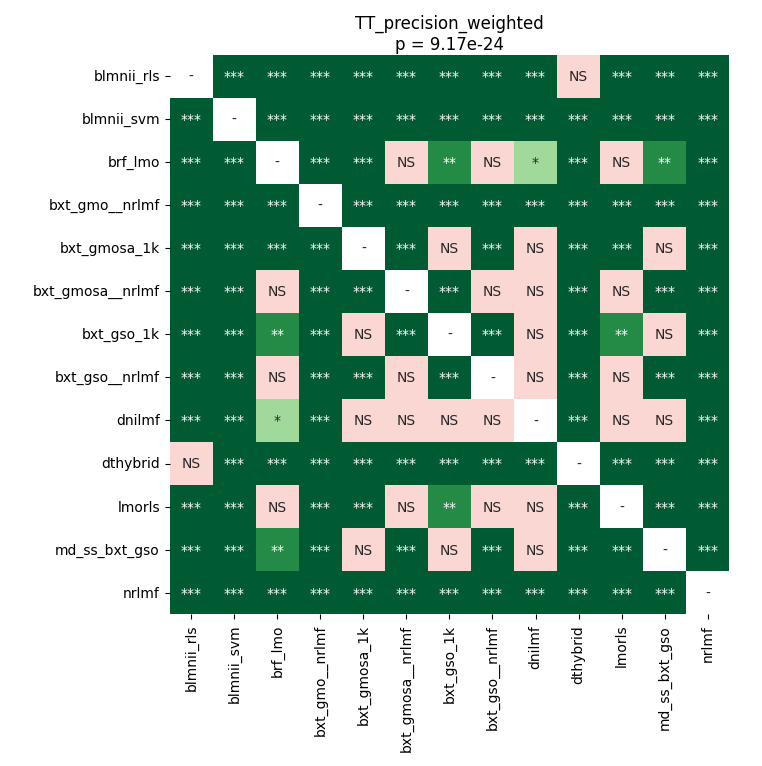 TT_precision_weighted
p = 9.17e-24
blmnii_rls - *** *** *** *** *** *** *** *** NS *** *** ***
blmnii_svm *** - *** *** *** *** *** *** *** *** *** *** ***
brf_lmo *** *** - *** *** NS ** NS * *** NS ** ***
bxt_gmo__nrlmf *** *** *** - *** *** *** *** *** *** *** *** ***
bxt_gmosa_1k *** *** *** *** - *** NS *** NS *** *** NS ***
bxt_gmosa__nrlmf *** *** NS *** *** - *** NS NS *** NS *** ***
bxt_gso_1k *** *** ** *** NS *** - *** NS *** ** NS ***
bxt_gso__nrlmf *** *** NS *** *** NS *** - NS *** NS *** ***
dnilmf *** *** * *** NS NS NS NS - *** NS NS ***
dthybrid NS *** *** *** *** *** *** *** *** - *** *** ***
lmorls *** *** NS *** *** NS ** NS NS *** - *** ***
md_ss_bxt_gso *** *** ** *** NS *** NS *** NS *** *** - ***
nrlmf *** *** *** *** *** *** *** *** *** *** *** *** -
blmnii_rls
blmnii_svm
brf_lmo
bxt_gmo__nrlmf
bxt_gmosa_1k
bxt_gmosa__nrlmf
bxt_gso_1k
bxt_gso__nrlmf
dnilmf
dthybrid
lmorls
md_ss_bxt_gso
nrlmf